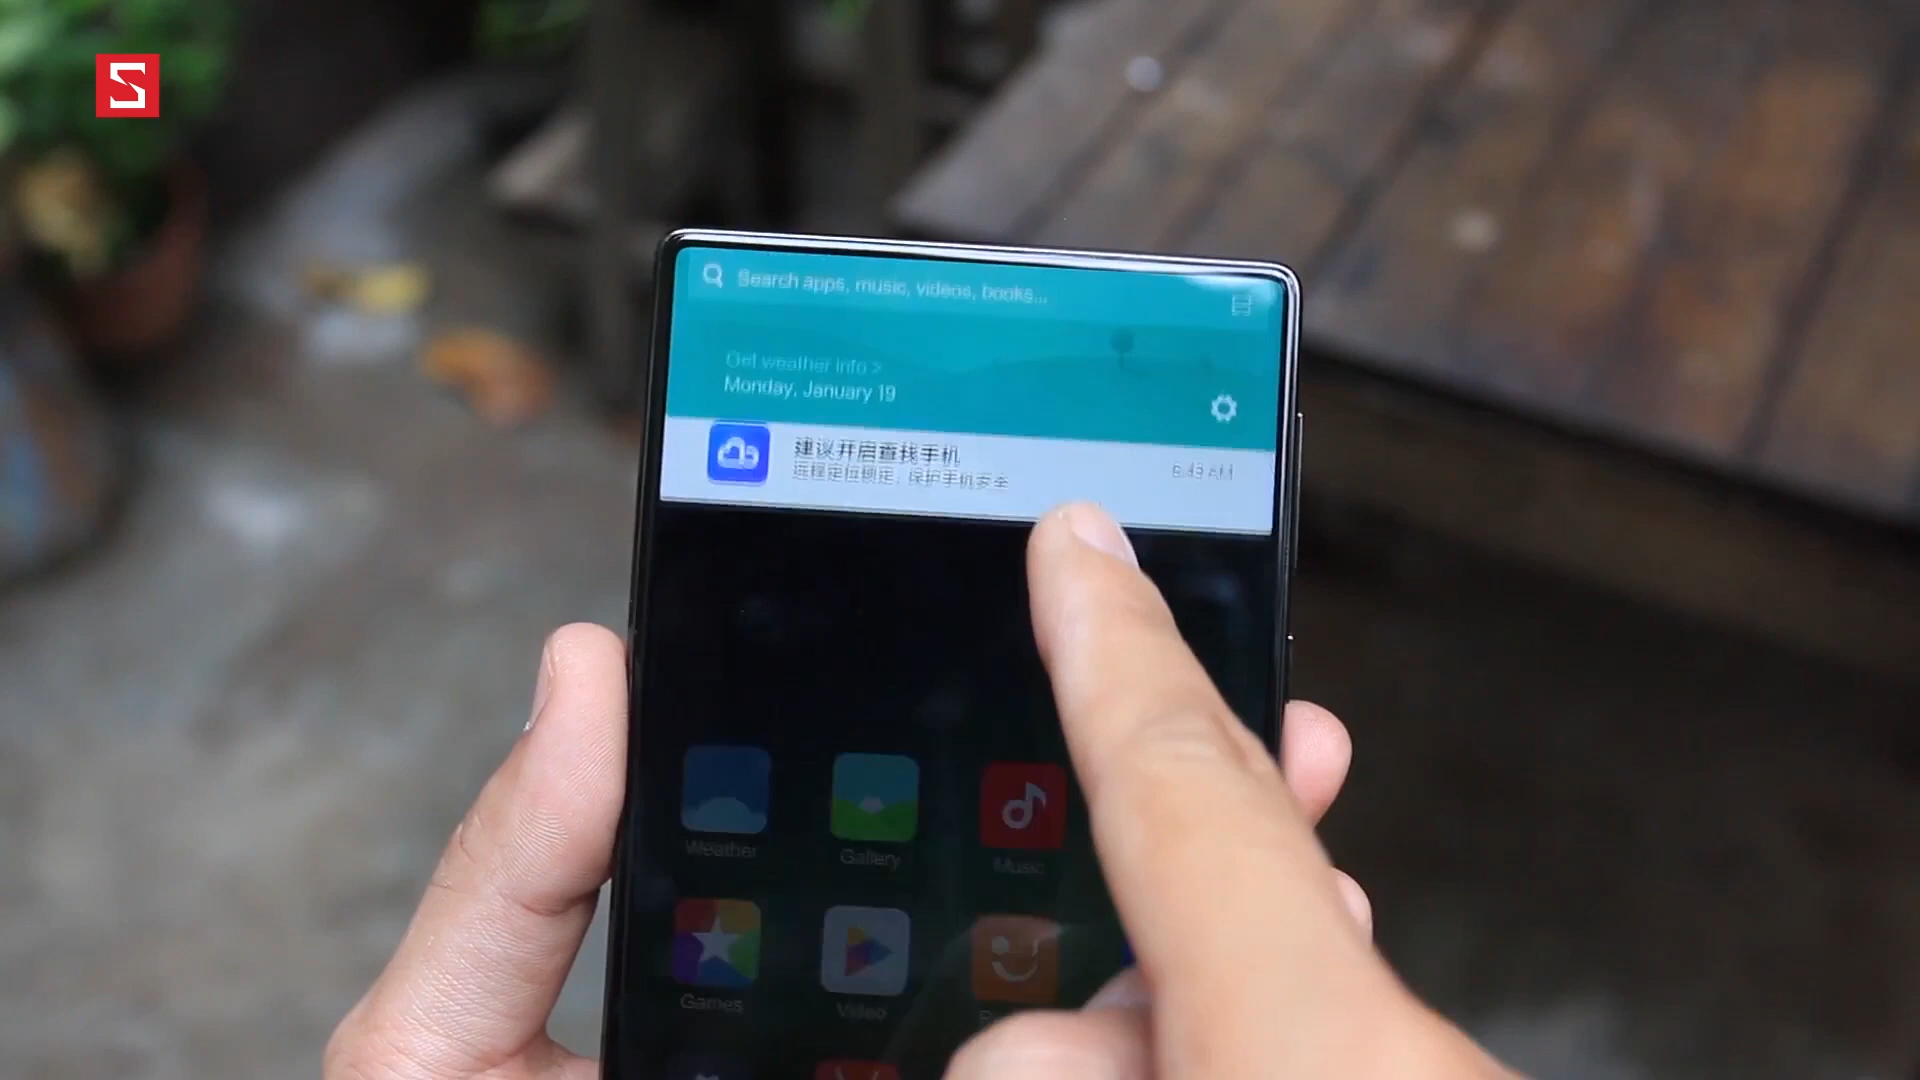 S
Search apps, music, videos, books...
Get weather info >
Monday, January 19
建议开启查找手机
远程定位锁定，保护手机安全
6:43 AM
Weather
Gallery
Music
Games
Video